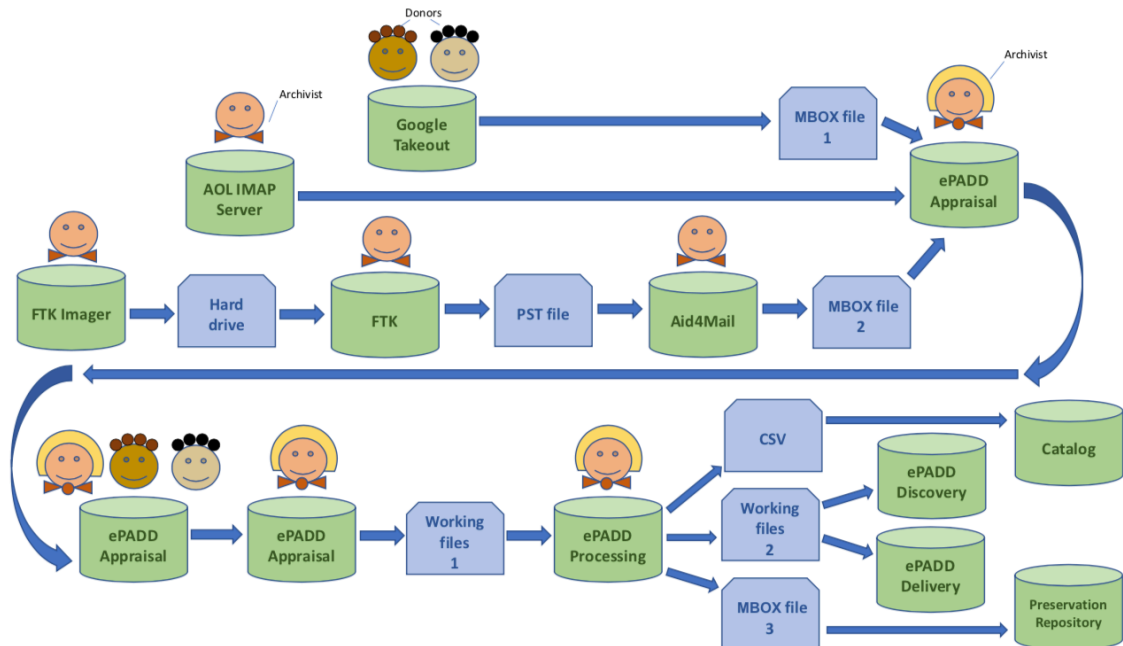 Donors
Archivist
Archivist
Google
Takeout
MBOX file
1
AOL IMAP
Server
ePADD
Appraisal
FTK Imager
Hard
drive
FTK
PST file
Aid4Mail
MBOX file
2
CSV
Catalog
ePADD
Discovery
ePADD
Appraisal
ePADD
Appraisal
Working
files
1
ePADD
Processing
Working
files
2
ePADD
Delivery
MBOX file
3
Preservation
Repository